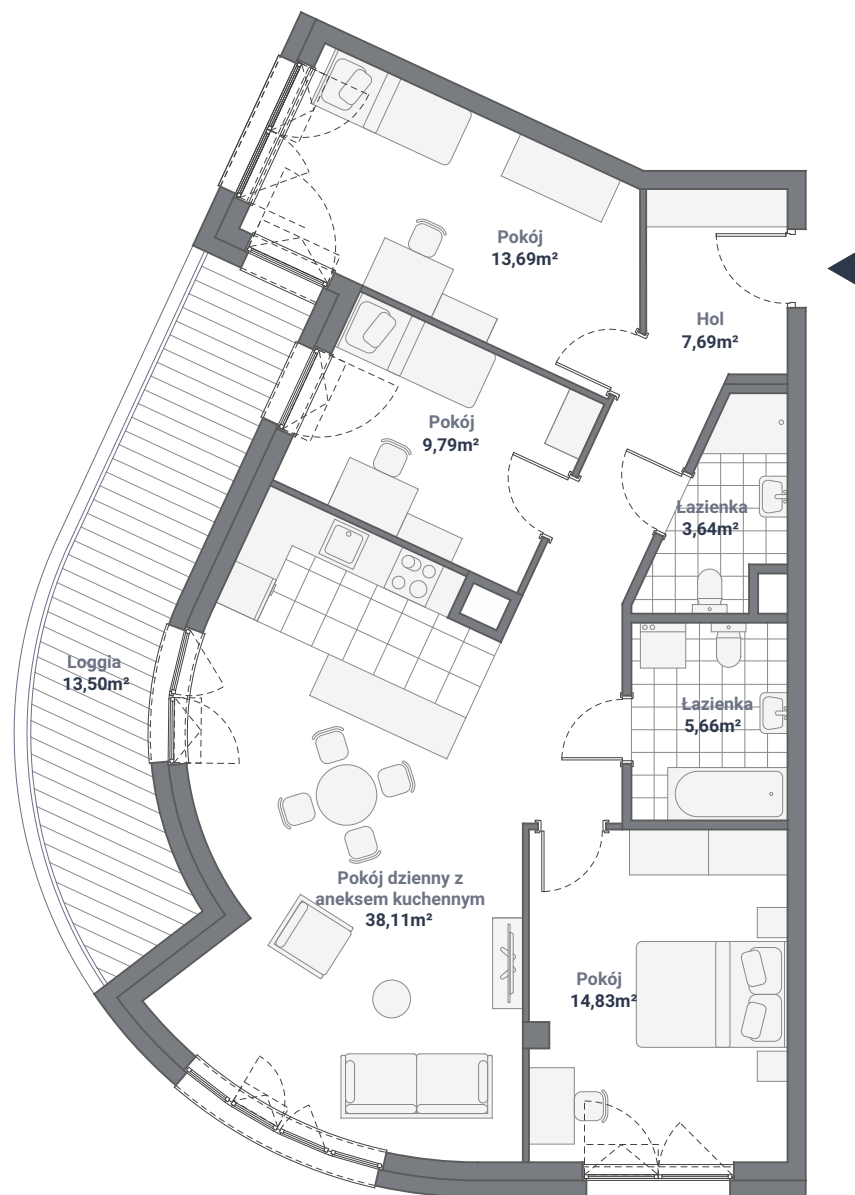 Pokój
13,69m²
Hol
7,69m²
Pokój
9,79m²
Łazienka
3,64m²
Loggia
13,50m²
Łazienka
5,66m²
Pokój dzienny z
aneksem kuchennym
38,11m²
Pokój
14,83m²